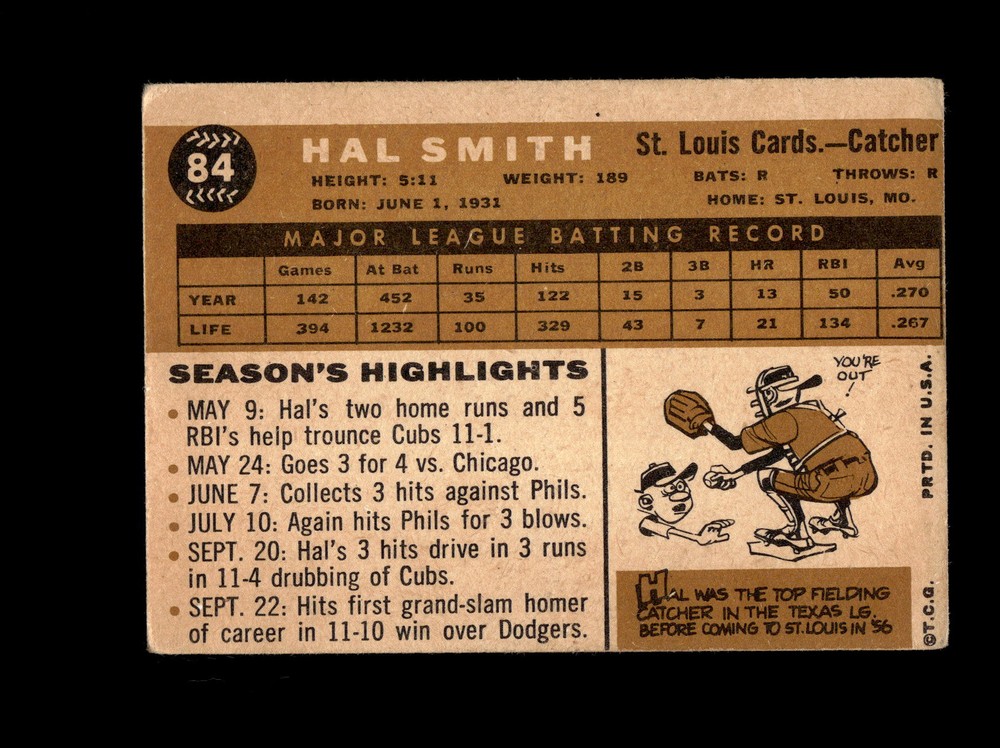 84
HAL SMITH
St. Louis Cards.—Catcher
HEIGHT: 5:11 WEIGHT: 189 BATS: R THROWS: R
BORN: JUNE 1, 1931 HOME: ST. LOUIS, MO.
MAJOR LEAGUE BATTING RECORD
Games At Bat Runs Hits 2B 3B HR RBI Avg
YEAR 142 452 35 122 15 3 13 50 .270
LIFE 394 1232 100 329 43 7 21 134 .267
SEASON'S HIGHLIGHTS
• MAY 9: Hal's two home runs and 5
RBI's help trounce Cubs 11-1.
• MAY 24: Goes 3 for 4 vs. Chicago.
• JUNE 7: Collects 3 hits against Phils.
• JULY 10: Again hits Phils for 3 blows.
• SEPT. 20: Hal's 3 hits drive in 3 runs
in 11-4 drubbing of Cubs.
• SEPT. 22: Hits first grand-slam homer
of career in 11-10 win over Dodgers.
YOU'RE
OUT
!
HAL WAS THE TOP FIELDING
CATCHER IN THE TEXAS LG.
BEFORE COMING TO ST. LOUIS IN '56
PRTD. IN U.S.A.
©T.C.G.